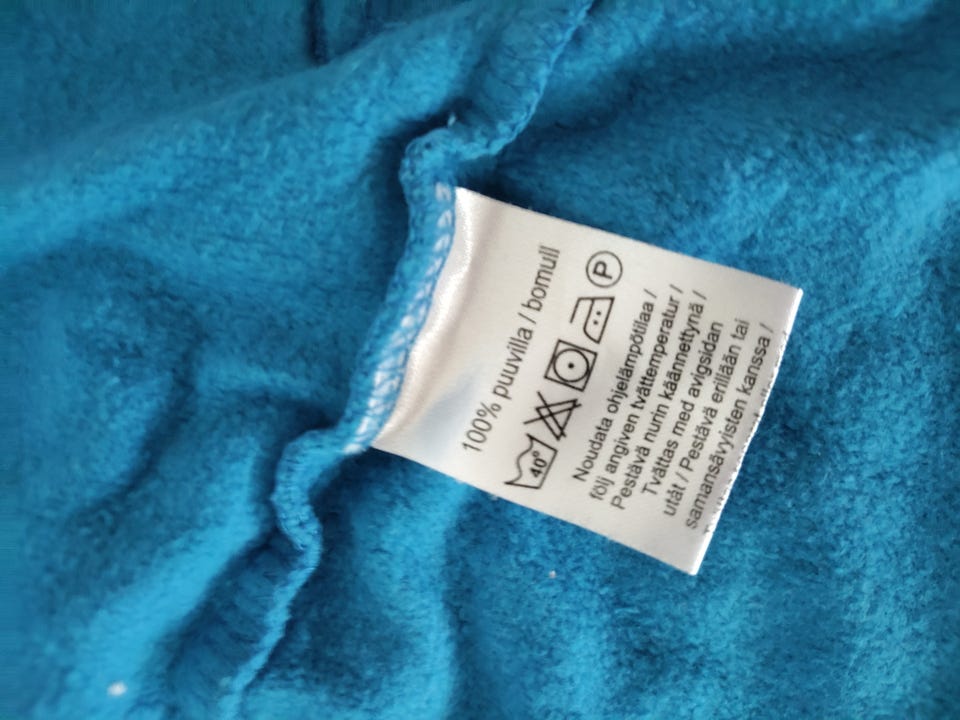 100% puuvilla / bomull
40° P
Noudata ohjelämpötilaa /
följ angiven tvättemperatur /
Pestävä nurin käännettynä /
Tvättas med avigsidan
utåt / Pestävä erillään tai
samansävyisten kanssa /